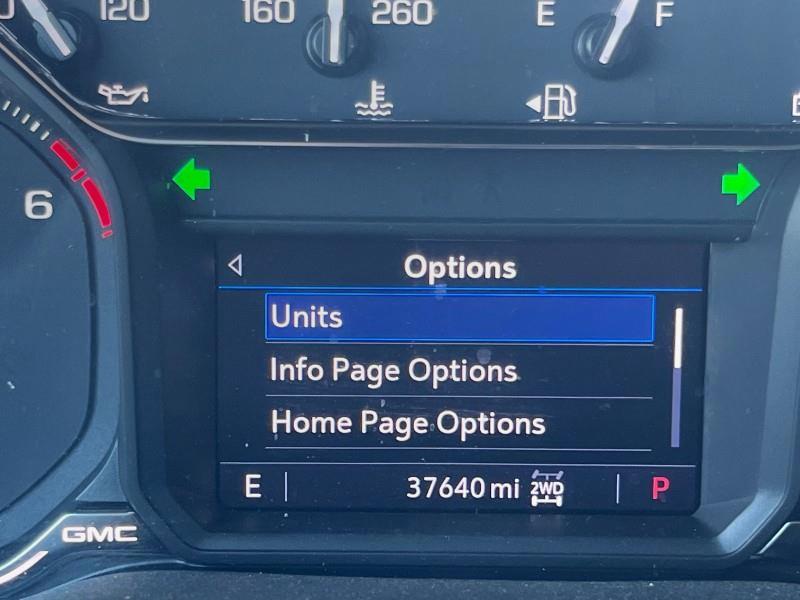 120 160 260 E F
6
Options
Units
Info Page Options
Home Page Options
E 37640 mi 2WD P
GMC